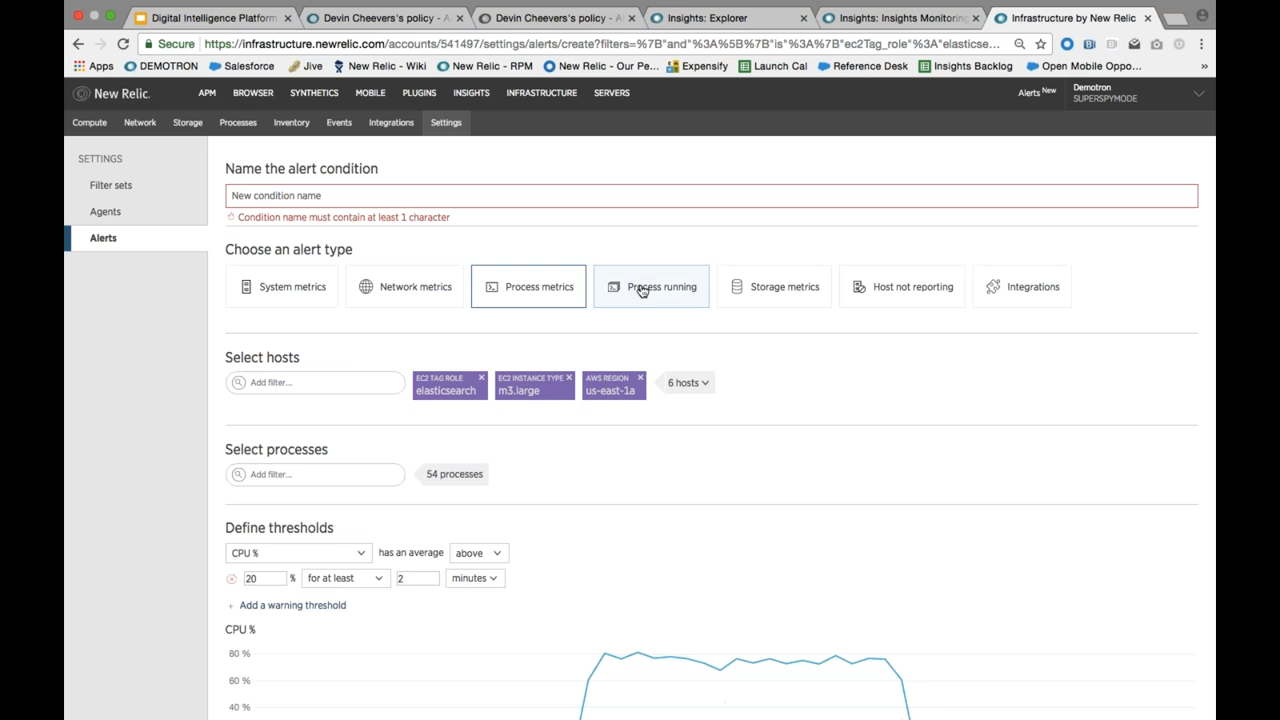 Digital Intelligence Platform
Devin Cheevers's policy - Al
Devin Cheevers's policy - Al
Insights: Explorer
Insights: Insights Monitoring
Infrastructure by New Relic
Secure
https://infrastructure.newrelic.com/accounts/541497/settings/alerts/create?filters=%7B"and"%3A%5B%7B"is"%3A%7B"ec2Tag_role"%3A"elasticse...
Apps
DEMOTRON
Salesforce
Jive
New Relic - Wiki
New Relic - RPM
New Relic - Our Pe...
Expensify
Launch Cal
Reference Desk
Insights Backlog
Open Mobile Oppo...
»
New Relic.
APM
BROWSER
SYNTHETICS
MOBILE
PLUGINS
INSIGHTS
INFRASTRUCTURE
SERVERS
Alerts New
Demotron
SUPERSPYMODE
Compute
Network
Storage
Processes
Inventory
Events
Integrations
Settings
SETTINGS
Filter sets
Agents
Alerts
Name the alert condition
New condition name
Condition name must contain at least 1 character
Choose an alert type
System metrics
Network metrics
Process metrics
Process running
Storage metrics
Host not reporting
Integrations
Select hosts
Add filter...
EC2 TAG ROLE
elasticsearch
EC2 INSTANCE TYPE
m3.large
AWS REGION
us-east-1a
6 hosts
Select processes
Add filter...
54 processes
Define thresholds
CPU %
has an average
above
20
%
for at least
2
minutes
+ Add a warning threshold
CPU %
80 %
60 %
40 %